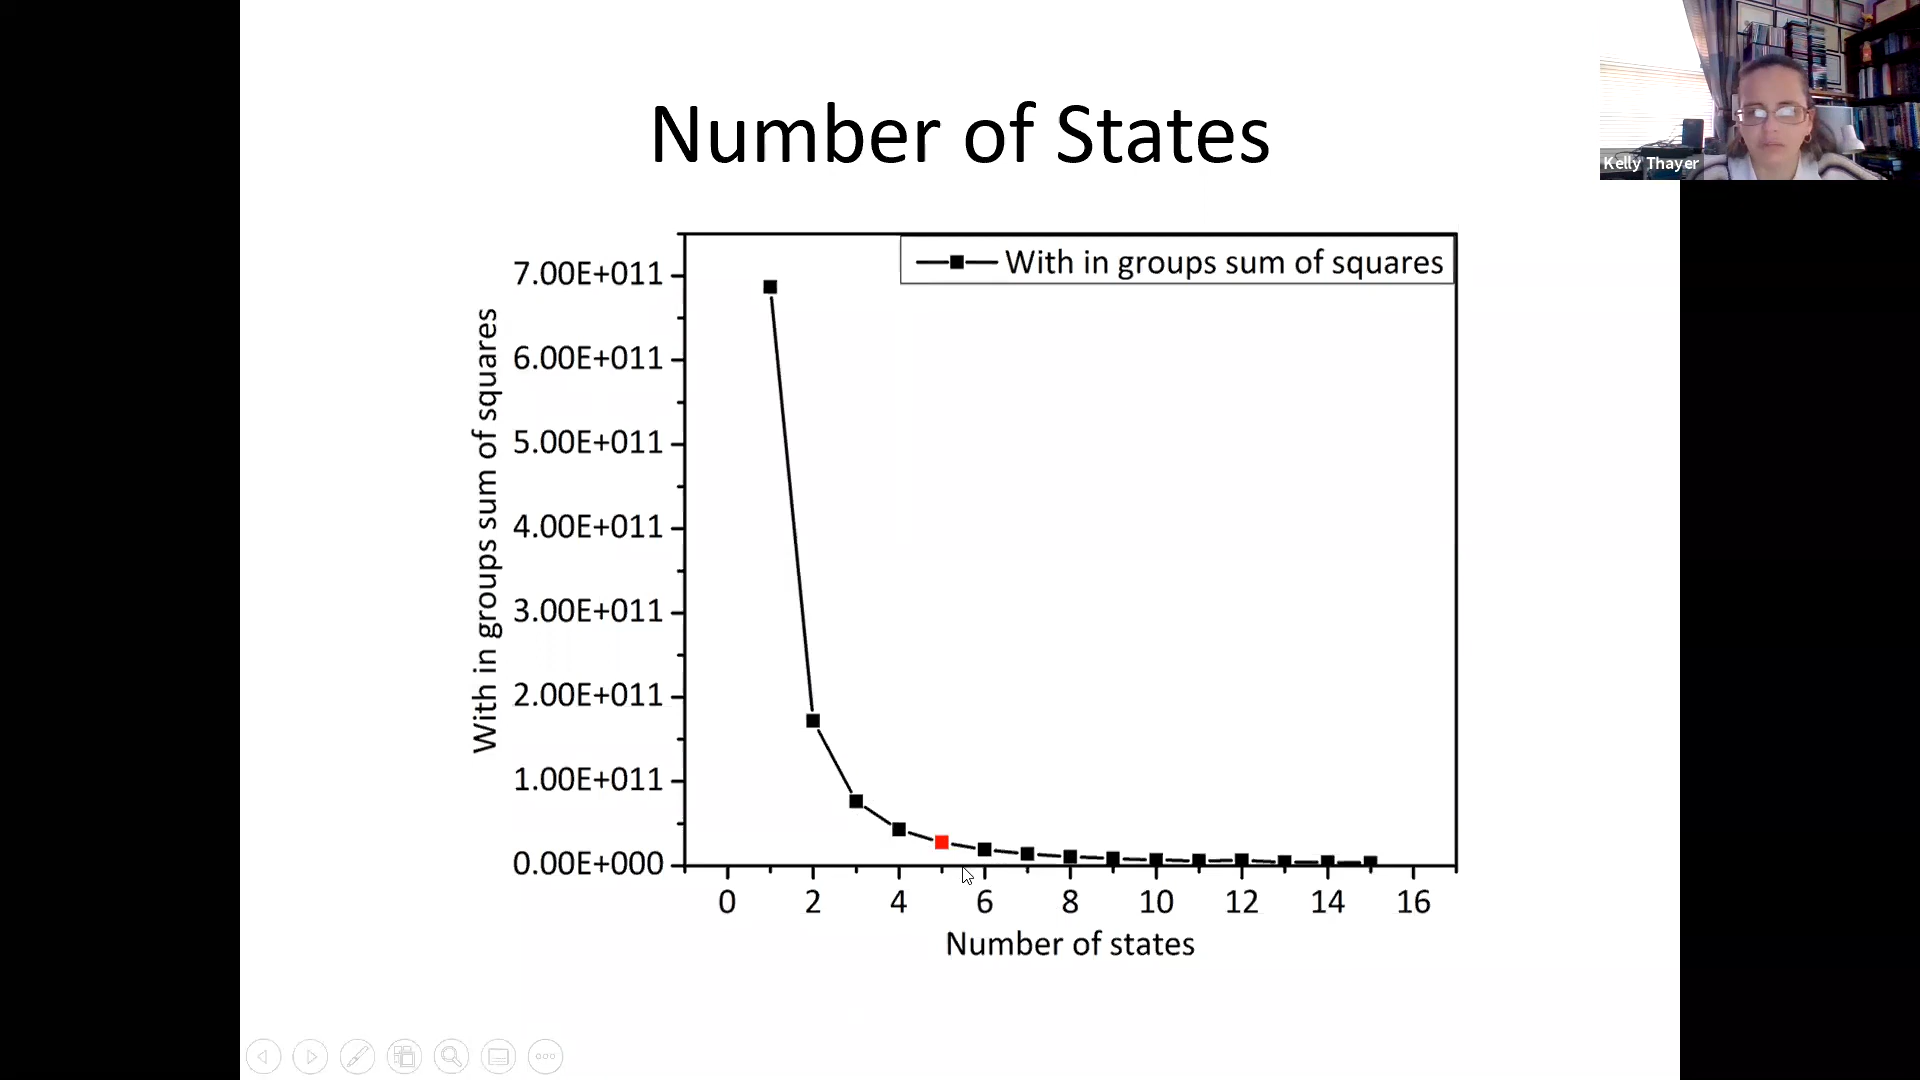 Number of States
Kelly Thayer
With in groups sum of squares
With in groups sum of squares
7.00E+011
6.00E+011
5.00E+011
4.00E+011
3.00E+011
2.00E+011
1.00E+011
0.00E+000
0 2 4 6 8 10 12 14 16
Number of states